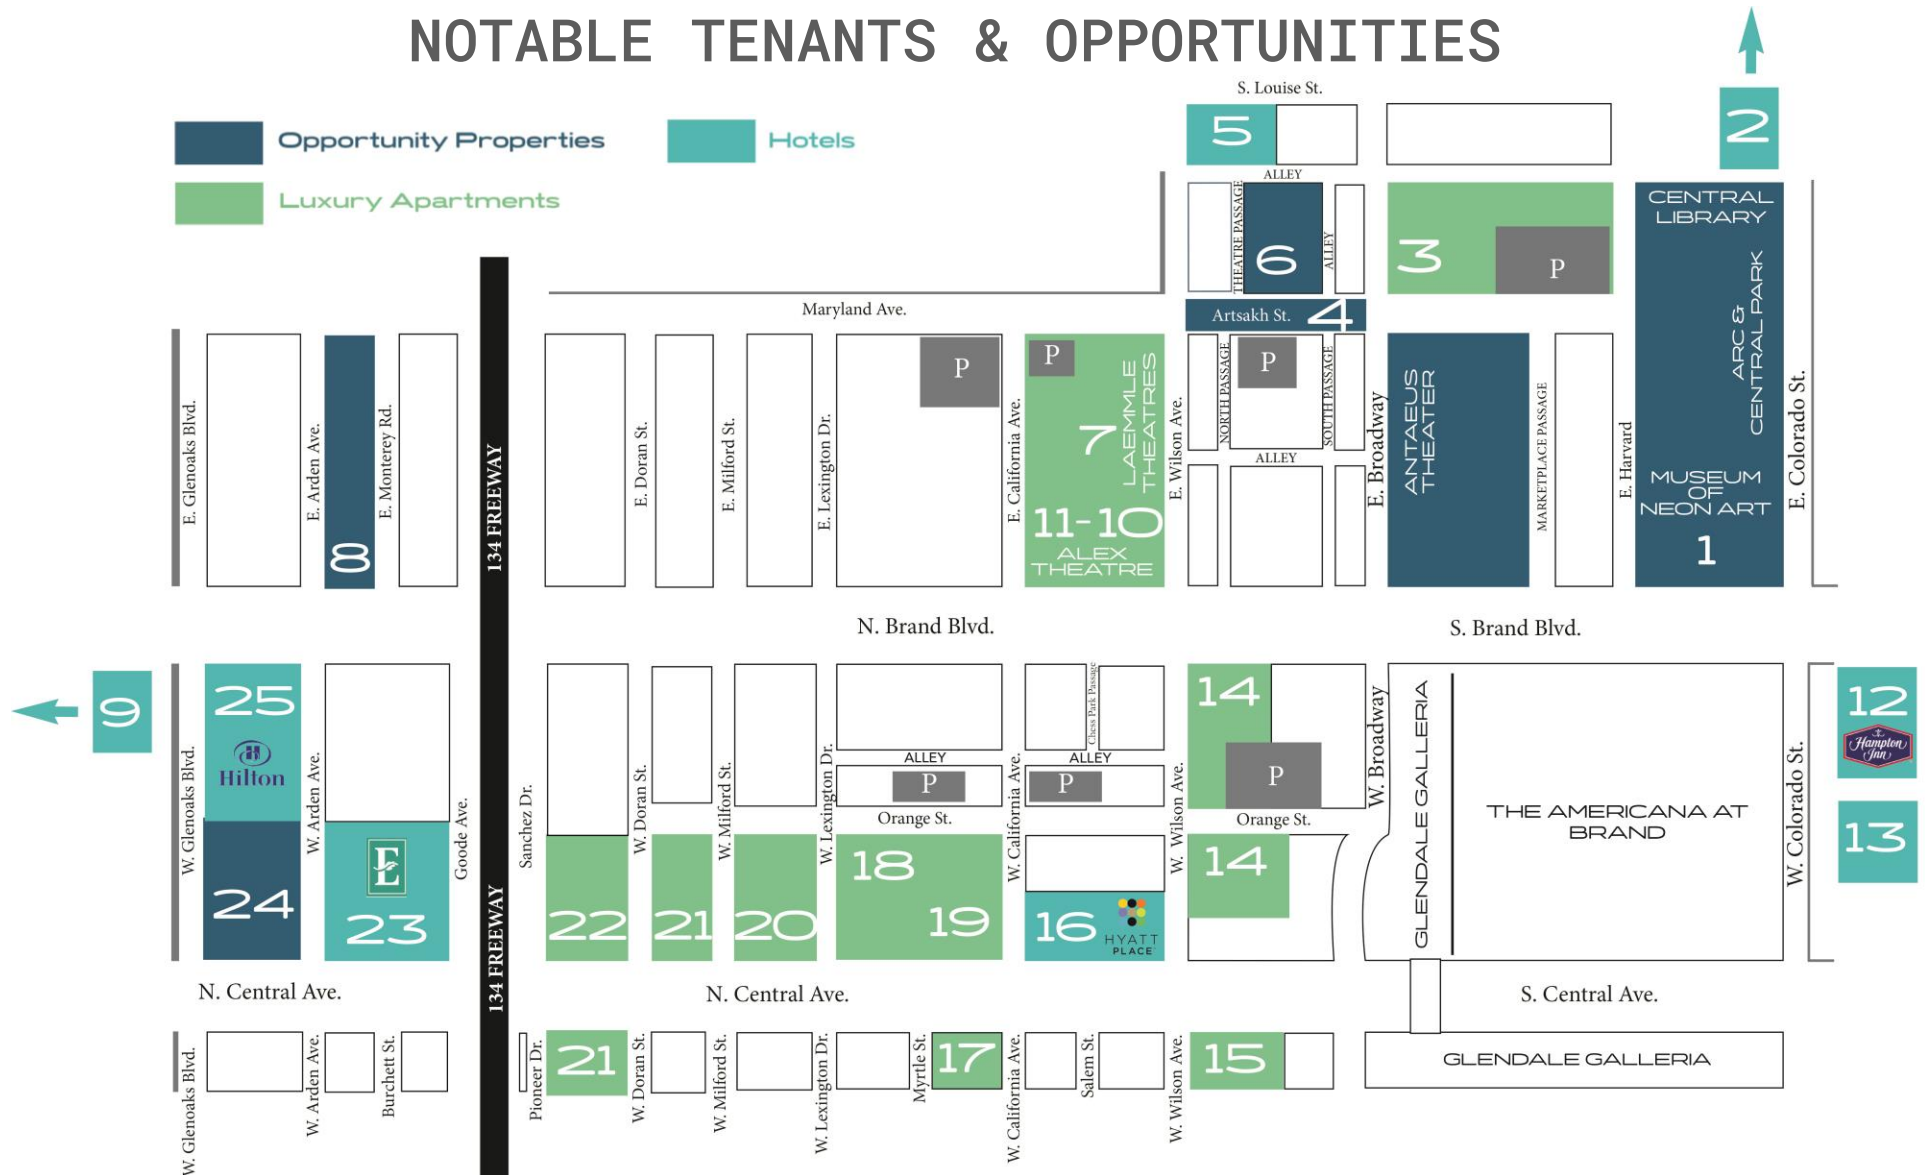 NOTABLE TENANTS & OPPORTUNITIES
Opportunity Properties
Hotels
Luxury Apartments
S. Louise St.
5
2
ALLEY
THEATRE PASSAGE
6
ALLEY
3
P
CENTRAL
LIBRARY
ARC &
CENTRAL PARK
MUSEUM
OF
NEON ART
1
Maryland Ave.
Artsakh St.
4
E. Glenoaks Blvd.
E. Arden Ave.
8
E. Monterey Rd.
134 FREEWAY
E. Doran St.
E. Milford St.
E. Lexington Dr.
P
E. California Ave.
P
7
LAEMMLE
THEATRES
11-10
ALEX
THEATRE
E. Wilson Ave.
NORTH PASSAGE
P
SOUTH PASSAGE
ALLEY
E. Broadway
ANTAEUS
THEATER
MARKETPLACE PASSAGE
E. Harvard
E. Colorado St.
N. Brand Blvd.
S. Brand Blvd.
9
W. Glenoaks Blvd.
25
H
Hilton
24
W. Arden Ave.
E
23
Goode Ave.
134 FREEWAY
Sanchez Dr.
22
W. Doran St.
21
W. Milford St.
20
W. Lexington Dr.
ALLEY
P
Orange St.
18
19
W. California Ave.
Chess Park Passage
ALLEY
P
16
HYATT
PLACE
W. Wilson Ave.
14
P
Orange St.
14
W. Broadway
GLENDALE GALLERIA
THE AMERICANA AT
BRAND
W. Colorado St.
12
Hampton
Inn
13
N. Central Ave.
N. Central Ave.
S. Central Ave.
W. Glenoaks Blvd.
W. Arden Ave.
Burchett St.
Pioneer Dr.
21
W. Doran St.
W. Milford St.
W. Lexington Dr.
Myrtle St.
17
W. California Ave.
Salem St.
W. Wilson Ave.
15
GLENDALE GALLERIA